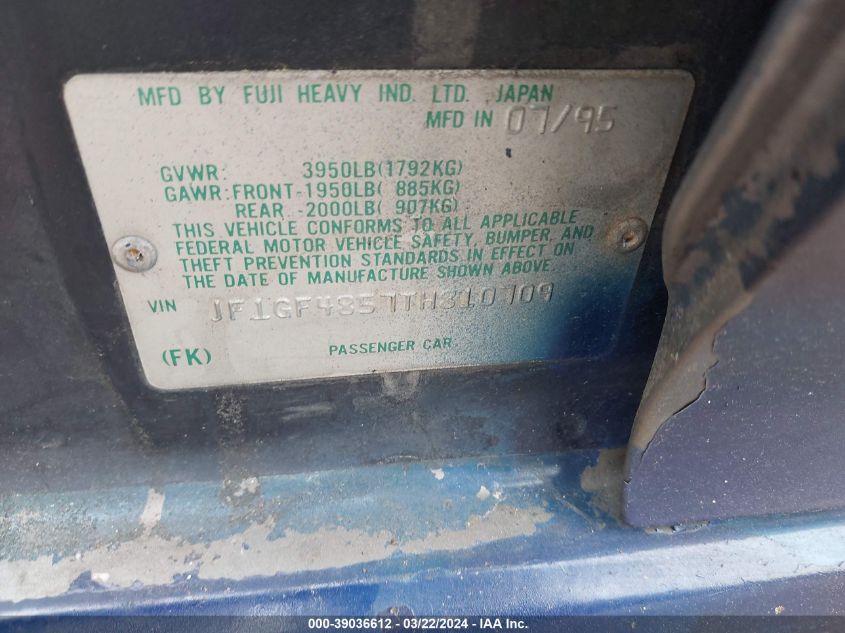 MFD BY FUJI HEAVY IND. LTD. JAPAN
MFD IN 07/95
GVWR: 3950LB(1792KG)
GAWR:FRONT-1950LB( 885KG)
REAR -2000LB( 907KG)
THIS VEHICLE CONFORMS TO ALL APPLICABLE
FEDERAL MOTOR VEHICLE SAFETY, BUMPER, AND
THEFT PREVENTION STANDARDS IN EFFECT ON
THE DATE OF MANUFACTURE SHOWN ABOVE
VIN JF1GF4857TH810709
(FK) PASSENGER CAR
000-39036612 - 03/22/2024 - IAA Inc.